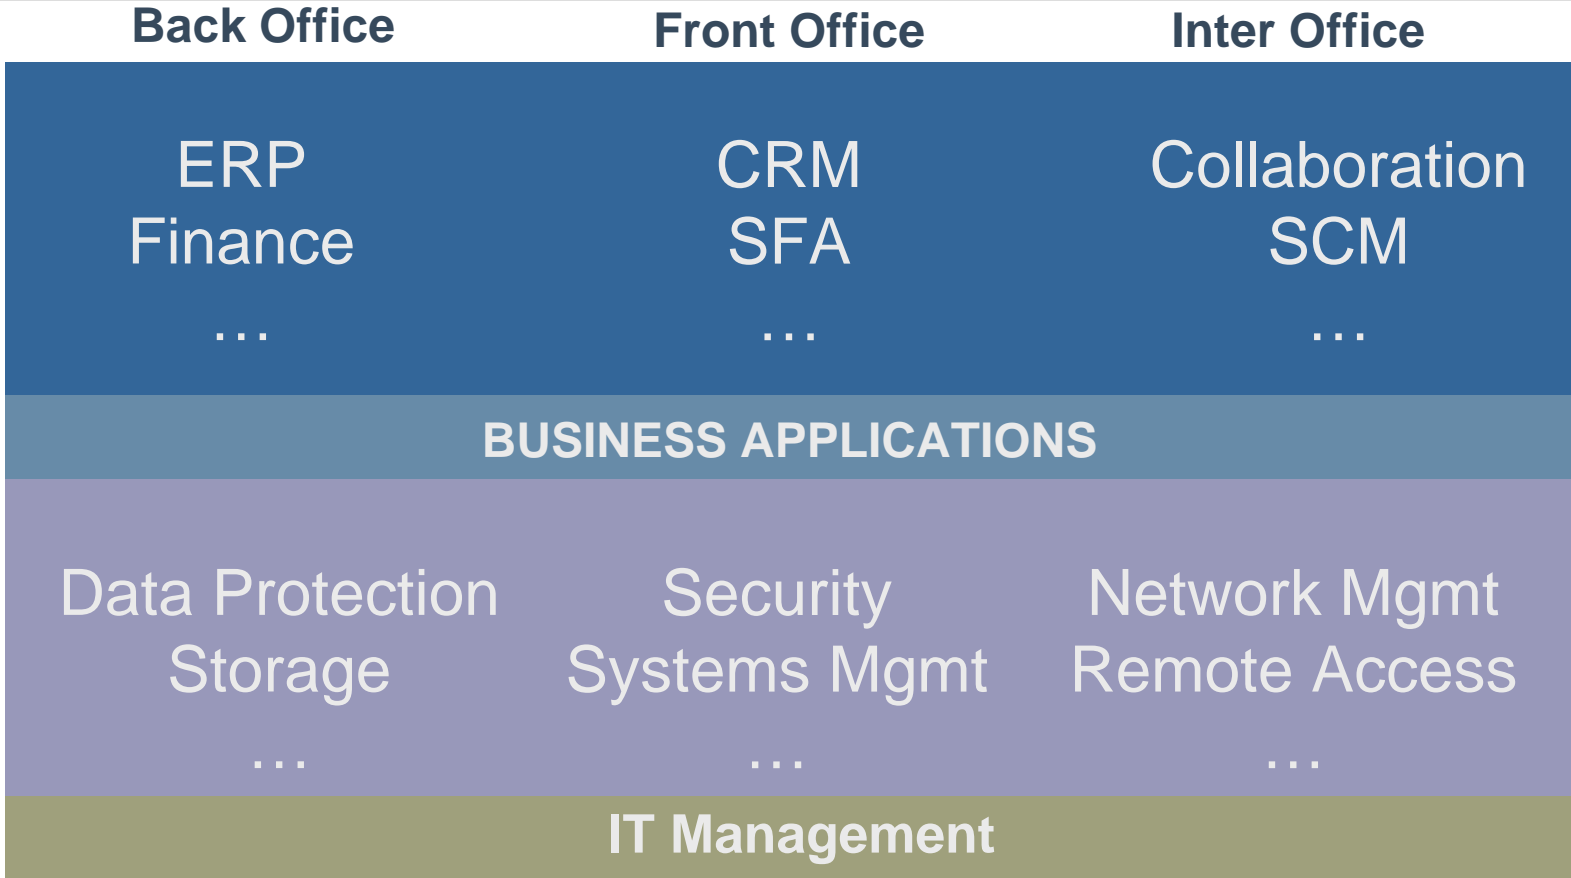 Back Office
Front Office
Inter Office
ERP
Finance
…
CRM
SFA
…
Collaboration
SCM
…
BUSINESS APPLICATIONS
Data Protection
Storage
…
Security
Systems Mgmt
…
Network Mgmt
Remote Access
…
IT Management